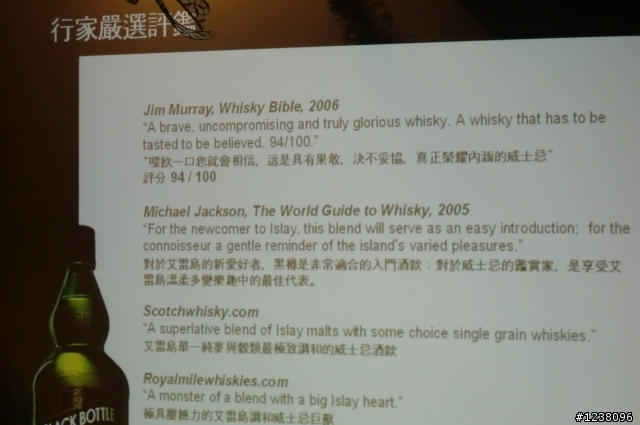 行家嚴選評鑑
Jim Murray, Whisky Bible, 2006
“A brave, uncompromising and truly glorious whisky. A whisky that has to be
tasted to be believed. 94/100.”
“嚐飲一口您就會相信, 這是具有果敢, 決不妥協, 真正榮耀內涵的威士忌”
評分 94 / 100
Michael Jackson, The World Guide to Whisky, 2005
“For the newcomer to Islay, this blend will serve as an easy introduction; for the
connoisseur a gentle reminder of the island’s varied pleasures.”
對於艾雷島的新愛好者, 黑樽是非常適合的入門酒款；對於威士忌的鑑賞家, 是享受艾
雷島溫柔多變樂趣中的最佳代表。
Scotchwhisky.com
“A superlative blend of Islay malts with some choice single grain whiskies.”
艾雷島單一純麥與穀類最極致調和的威士忌酒款
Royalmilewhiskies.com
“A monster of a blend with a big Islay heart.”
極具震撼力的艾雷島調和威士忌巨獸
BLACK BOTTLE
#1238096